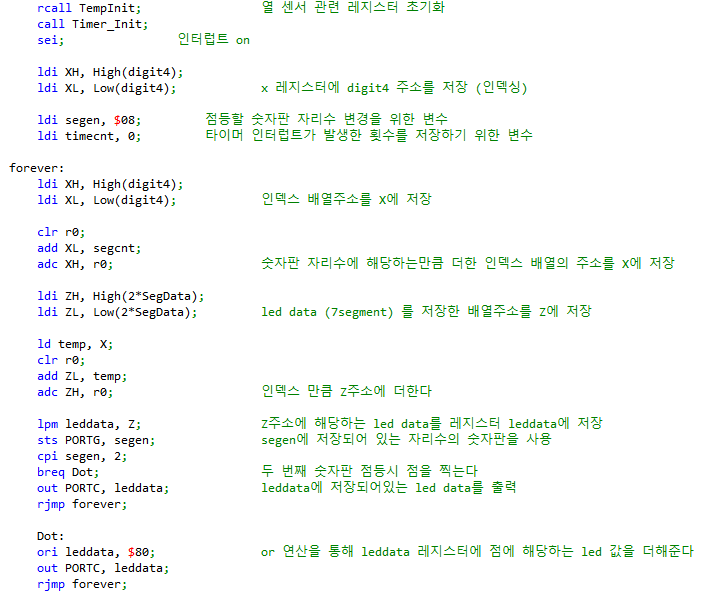 rcall TempInit; 열 센서 관련 레지스터 초기화
call Timer_Init;
sei; 인터럽트 on
ldi XH, High(digit4);
ldi XL, Low(digit4); x 레지스터에 digit4 주소를 저장 (인덱싱)
ldi segen, $08; 점등할 숫자판 자리수 변경을 위한 변수
ldi timecnt, 0; 타이머 인터럽트가 발생한 횟수를 저장하기 위한 변수
forever:
ldi XH, High(digit4);
ldi XL, Low(digit4); 인덱스 배열주소를 X에 저장
clr r0;
add XL, segcnt;
adc XH, r0; 숫자판 자리수에 해당하는만큼 더한 인덱스 배열의 주소를 X에 저장
ldi ZH, High(2*SegData);
ldi ZL, Low(2*SegData); led data (7segment) 를 저장한 배열주소를 Z에 저장
ld temp, X;
clr r0;
add ZL, temp;
adc ZH, r0; 인덱스 만큼 Z주소에 더한다
lpm leddata, Z; Z주소에 해당하는 led data를 레지스터 leddata에 저장
sts PORTG, segen; segen에 저장되어 있는 자리수의 숫자판을 사용
cpi segen, 2;
breq Dot; 두 번째 숫자판 점등시 점을 찍는다
out PORTC, leddata; leddata에 저장되어있는 led data를 출력
rjmp forever;
Dot:
ori leddata, $80; or 연산을 통해 leddata 레지스터에 점에 해당하는 led 값을 더해준다
out PORTC, leddata;
rjmp forever;